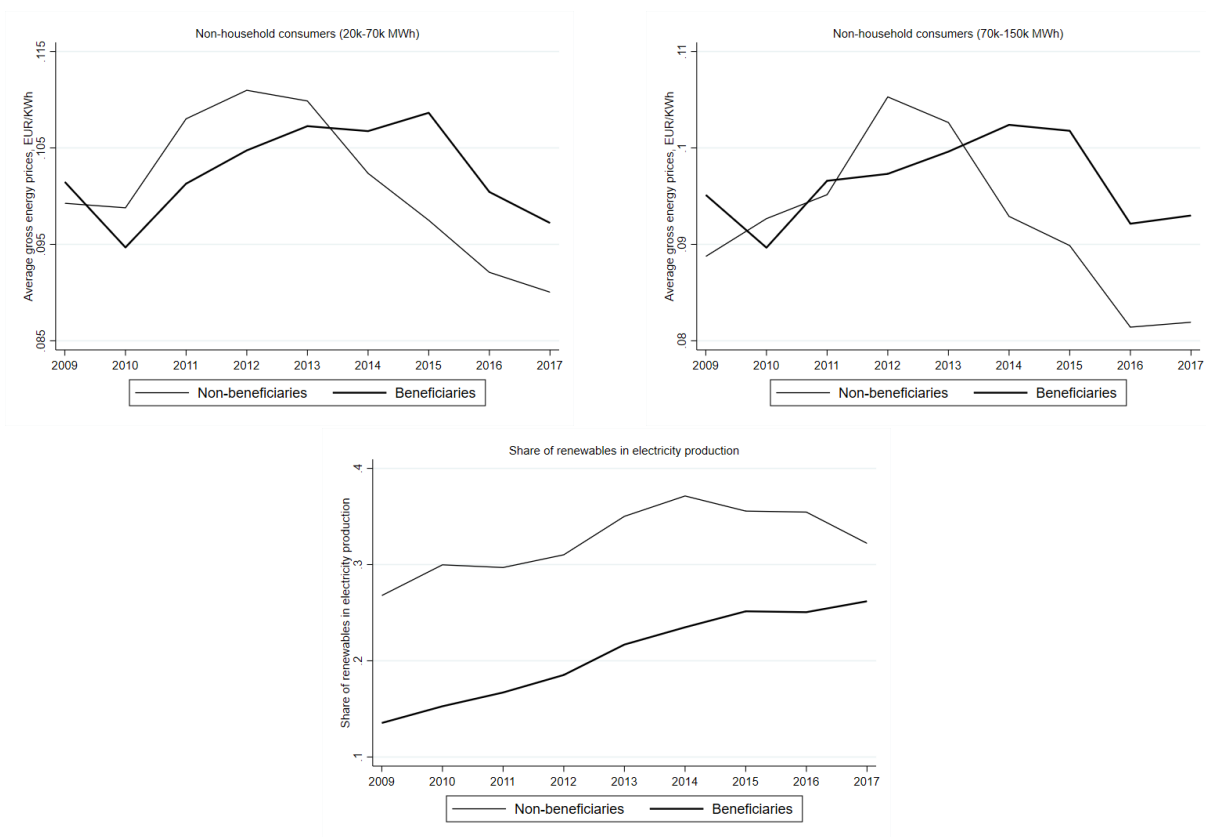 Non-household consumers (20k-70k MWh)
Average gross energy prices, EUR/KWh
.115
.105
.095
.085
2009 2010 2011 2012 2013 2014 2015 2016 2017
Non-beneficiaries Beneficiaries
Non-household consumers (70k-150k MWh)
Average gross energy prices, EUR/KWh
.11
.1
.09
.08
2009 2010 2011 2012 2013 2014 2015 2016 2017
Non-beneficiaries Beneficiaries
Share of renewables in electricity production
Share of renewables in electricity production
.4
.3
.2
.1
2009 2010 2011 2012 2013 2014 2015 2016 2017
Non-beneficiaries Beneficiaries